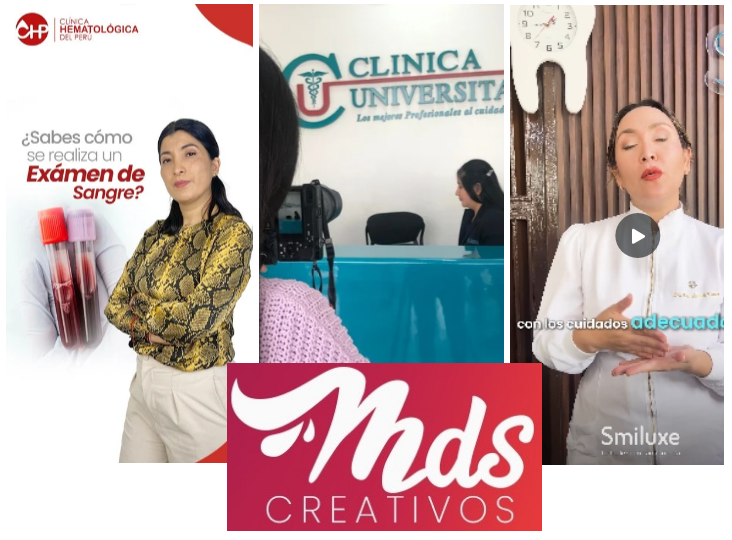 CHP
CLÍNICA
HEMATOLÓGICA
DEL PERÚ
¿Sabes cómo
se realiza un
Exámen de
Sangre?
CLINICA
UNIVERSITA
Los mejores Profesionales al cuidad
con los cuidados adecuad
Smiluxe
mds
CREATIVOS